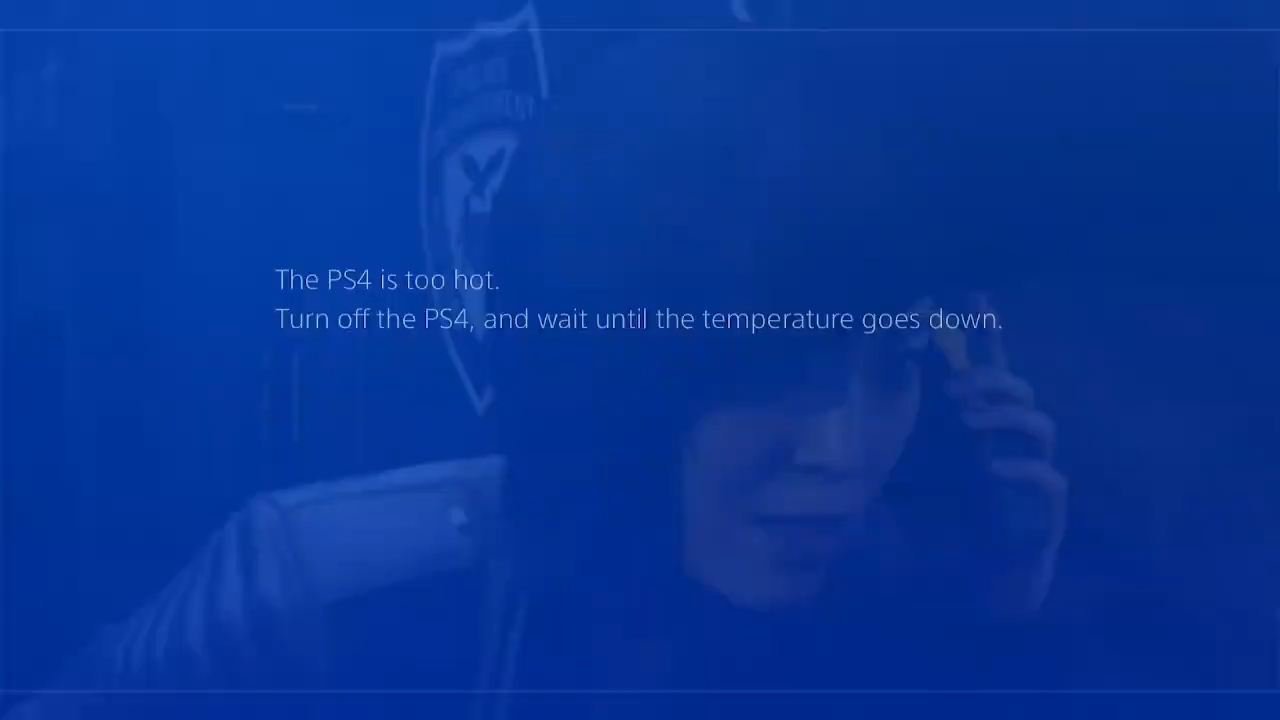 The PS4 is too hot.
Turn off the PS4, and wait until the temperature goes down.